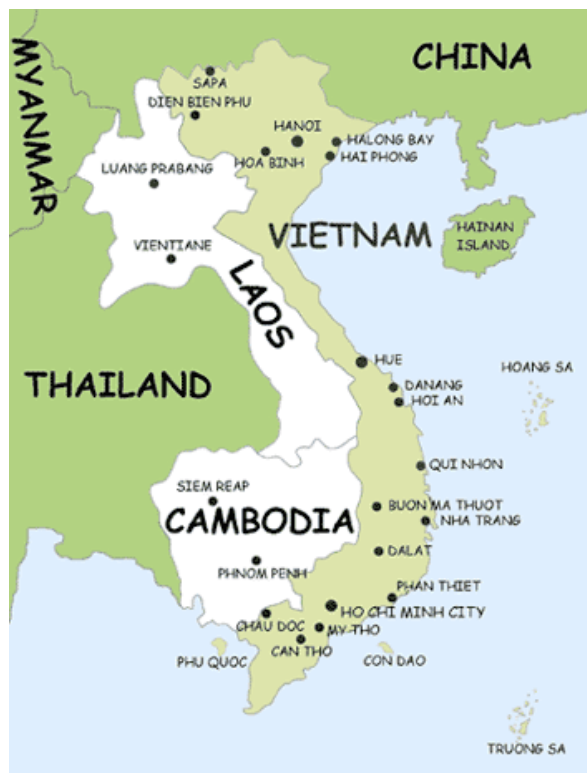 CHINA
MYANMAR
SAPA
DIEN BIEN PHU
HANOI
HALONG BAY
HOA BINH
HAI PHONG
LUANG PRABANG
VIETNAM
HAINAN
ISLAND
VIENTIANE
LAOS
HUE
HOANG SA
THAILAND
DANANG
HOI AN
QUI NHON
SIEM REAP
BUON MA THUOT
CAMBODIA
NHA TRANG
DALAT
PHNOM PENH
PHAN THIET
HO CHI MINH CITY
CHAU DOC
MY THO
CAN THO
PHU QUOC
CON DAO
TRUONG SA